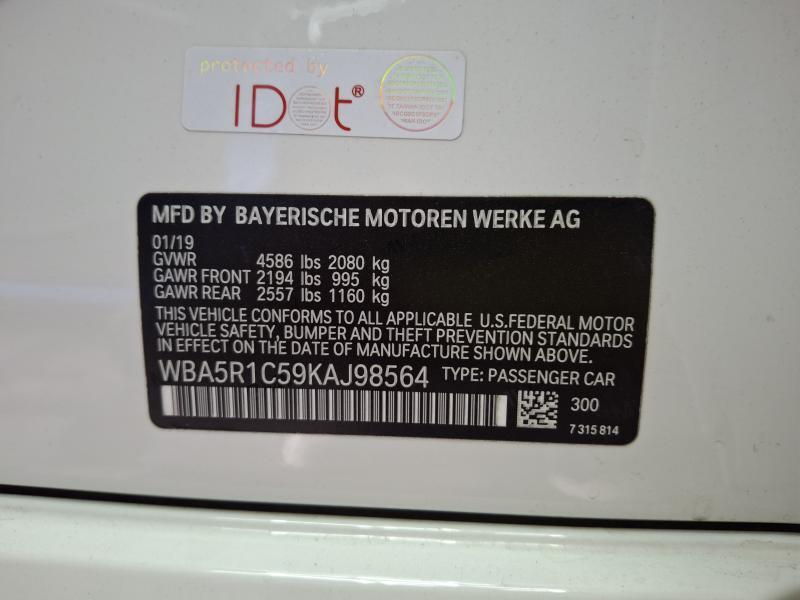 protected by
IDot®
MFD BY BAYERISCHE MOTOREN WERKE AG
01/19
GVWR 4586 lbs 2080 kg
GAWR FRONT 2194 lbs 995 kg
GAWR REAR 2557 lbs 1160 kg
THIS VEHICLE CONFORMS TO ALL APPLICABLE U.S.FEDERAL MOTOR
VEHICLE SAFETY, BUMPER AND THEFT PREVENTION STANDARDS
IN EFFECT ON THE DATE OF MANUFACTURE SHOWN ABOVE.
WBA5R1C59KAJ98564 TYPE: PASSENGER CAR
300
7 315 814